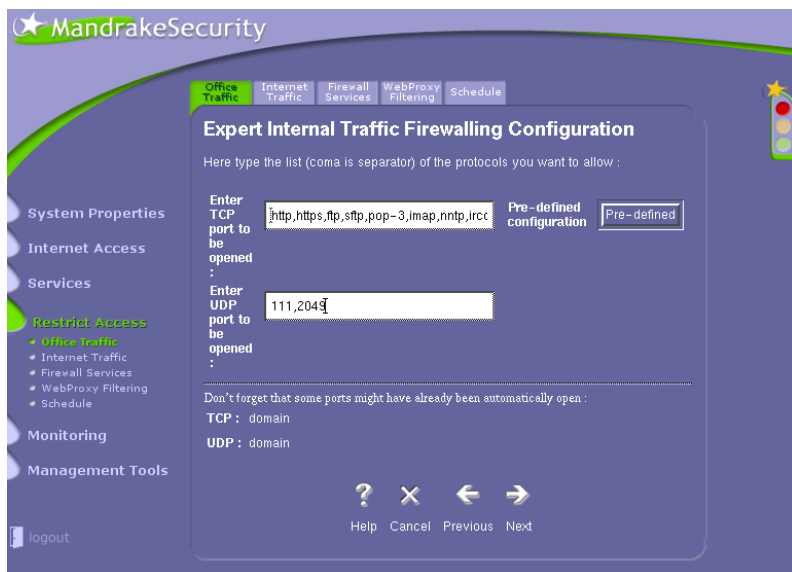 MandrakeSecurity
Office Traffic
Internet Traffic
Firewall Services
WebProxy Filtering
Schedule
Expert Internal Traffic Firewalling Configuration
Here type the list (coma is separator) of the protocols you want to allow :
Enter
TCP
port to
be
opened
:
http,https,ftp,sftp,pop-3,imap,nntp,ircc
Pre-defined
configuration
Pre-defined
Enter
UDP
port to
be
opened
:
111,2049
Don't forget that some ports might have already been automatically open :
TCP : domain
UDP : domain
Help Cancel Previous Next
System Properties
Internet Access
Services
Restrict Access
Office Traffic
Internet Traffic
Firewall Services
WebProxy Filtering
Schedule
Monitoring
Management Tools
logout